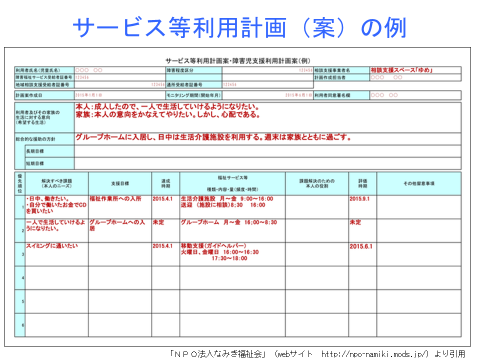 サービス等利用計画（案）の例
サービス等利用計画案・障害児支援利用計画案(例)
利用者氏名(児童氏名) 障害程度区分 相談支援事業者名 相談支援スペース「ゆめ」
障害福祉サービス受給者証番号 計画作成担当者
地域相談支援受給者証番号 通所受給者証番号
計画案作成日 モニタリング期間(開始年月) 利用者同意署名欄
利用者及びその家族の生活に対する意向(希望する生活)
本人：成人したので、一人で生活していけるようになりたい。
家族：本人の意向をかなえてやりたい。しかし、心配である。
総合的な援助の方針 グループホームに入居し、日中は生活介護施設を利用する。週末は家族とともに過ごす。
長期目標
短期目標
優先順位 解決すべき課題(本人のニーズ) 支援目標 達成時期 福祉サービス等 種類・内容・量(頻度・時間) 課題解決のための本人の役割 評価時期 その他留意事項
1 ・日中、働きたい。 福祉作業所への入所 2015.4.1 生活介護施設　月～金　9:00～16:00 2015.6.1
・自分で働いたお金でCDを買いたい 送迎　(施設に相談)8:30　16:00
2 一人で生活していけるようになりたい。 グループホームへの入居 未定 グループホーム　月～金　16:00～8:30 未定
3 スイミングに通いたい 2015.4.1 移動支援(ガイドヘルパー) 2015.6.1
火曜日、金曜日　16:00～16:30
17:30～18:00
4
5
6
「ＮＰＯ法人なみき福祉会」（webサイト　http://npo-namiki.mods.jp/）より引用